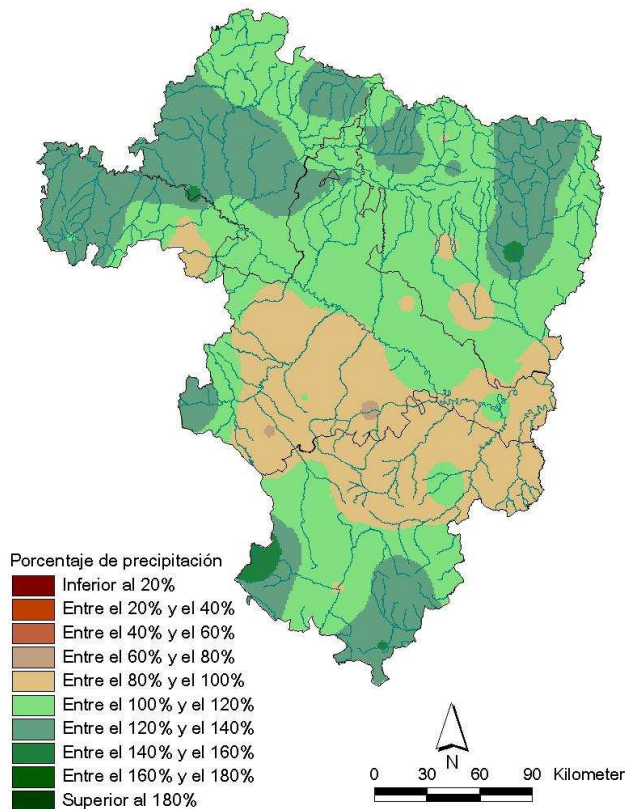 Porcentaje de precipitación
Inferior al 20%
Entre el 20% y el 40%
Entre el 40% y el 60%
Entre el 60% y el 80%
Entre el 80% y el 100%
Entre el 100% y el 120%
Entre el 120% y el 140%
Entre el 140% y el 160%
Entre el 160% y el 180%
Superior al 180%
N
0 30 60 90 Kilometer